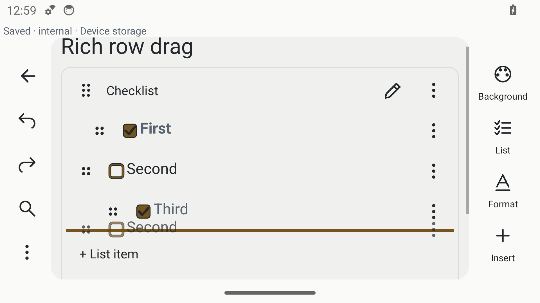 12:59
Saved · internal · Device storage
Rich row drag
Checklist
First
Second
Third
Second
+ List item
Background
List
Format
Insert